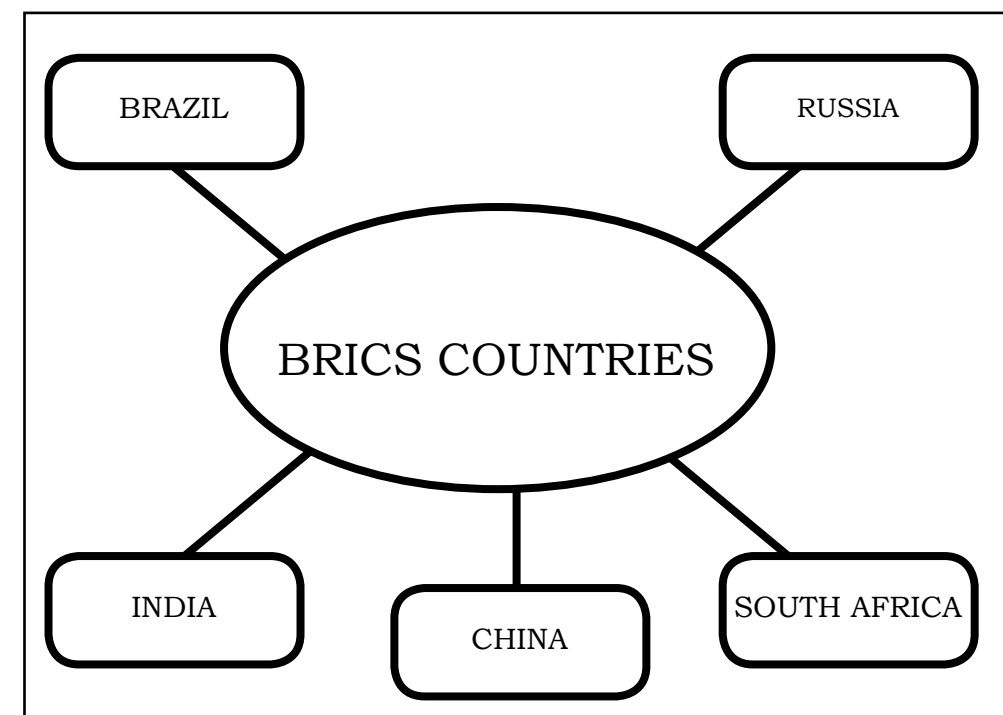 BRAZIL
RUSSIA
BRICS COUNTRIES
INDIA
CHINA
SOUTH AFRICA